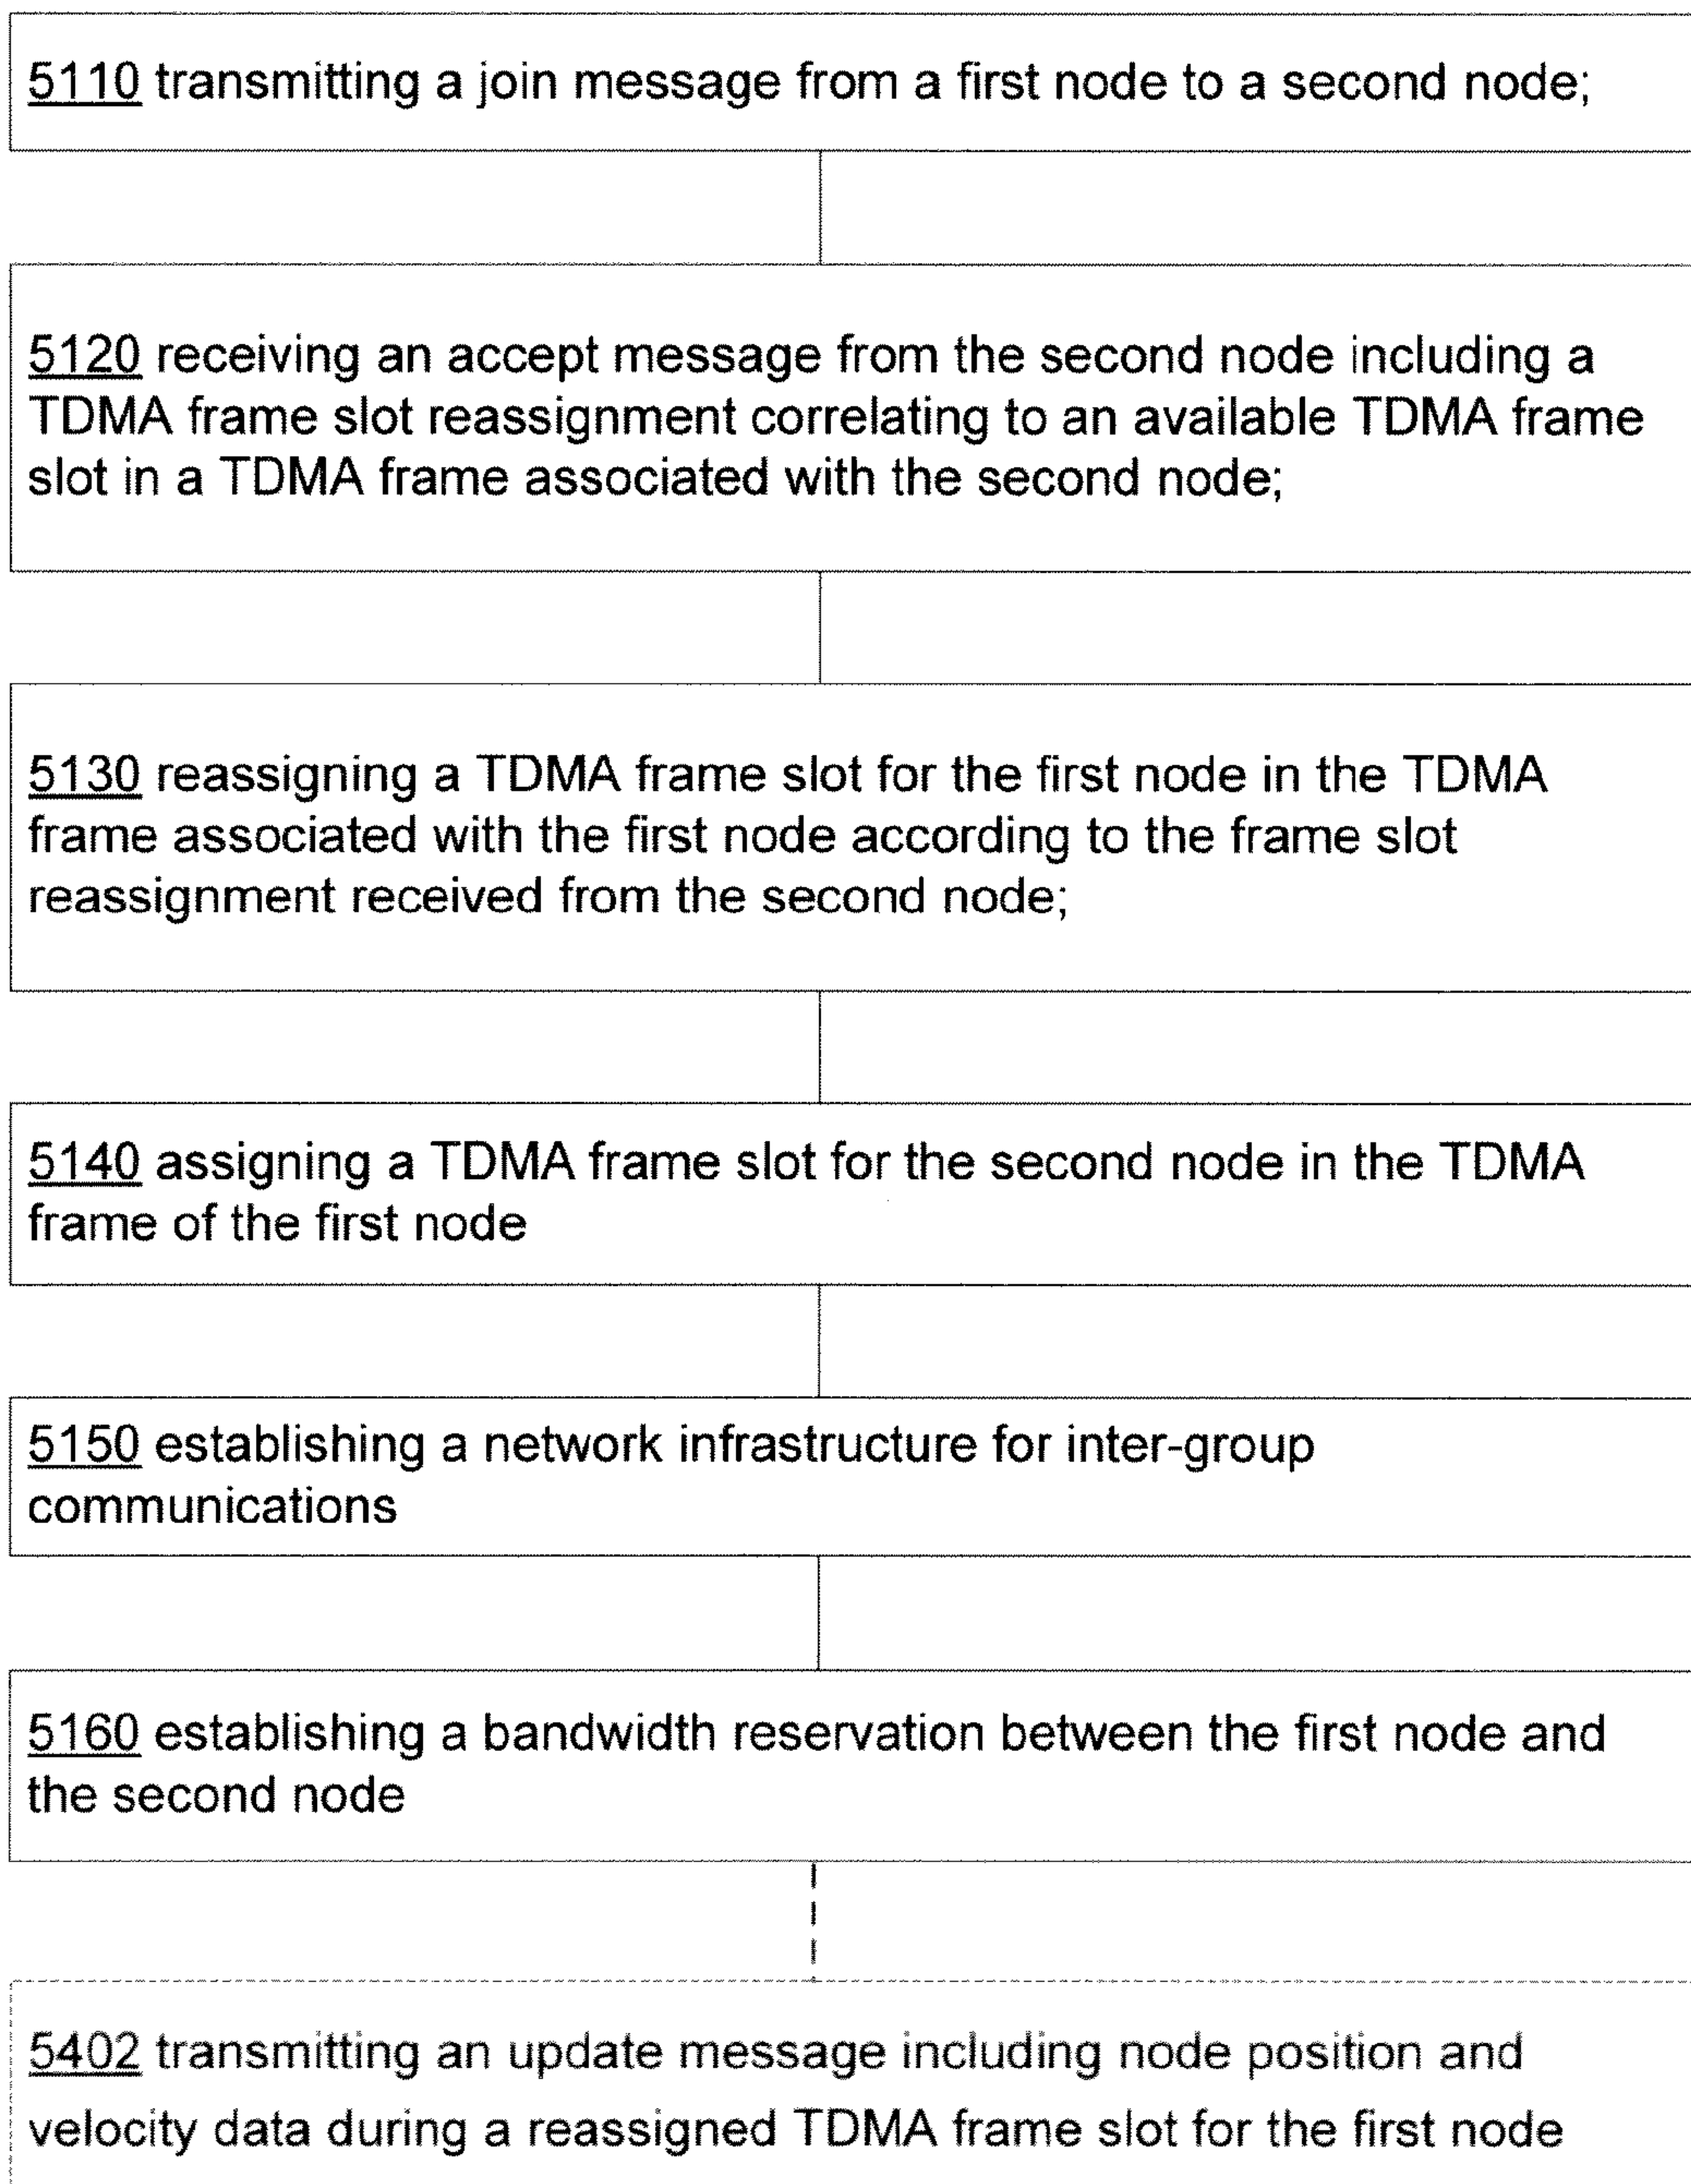 5110 transmitting a join message from a first node to a second node;
5120 receiving an accept message from the second node including a
TDMA frame slot reassignment correlating to an available TDMA frame
slot in a TDMA frame associated with the second node;
5130 reassigning a TDMA frame slot for the first node in the TDMA
frame associated with the first node according to the frame slot
reassignment received from the second node;
5140 assigning a TDMA frame slot for the second node in the TDMA
frame of the first node
5150 establishing a network infrastructure for inter-group
communications
5160 establishing a bandwidth reservation between the first node and
the second node
5402 transmitting an update message including node position and
velocity data during a reassigned TDMA frame slot for the first node